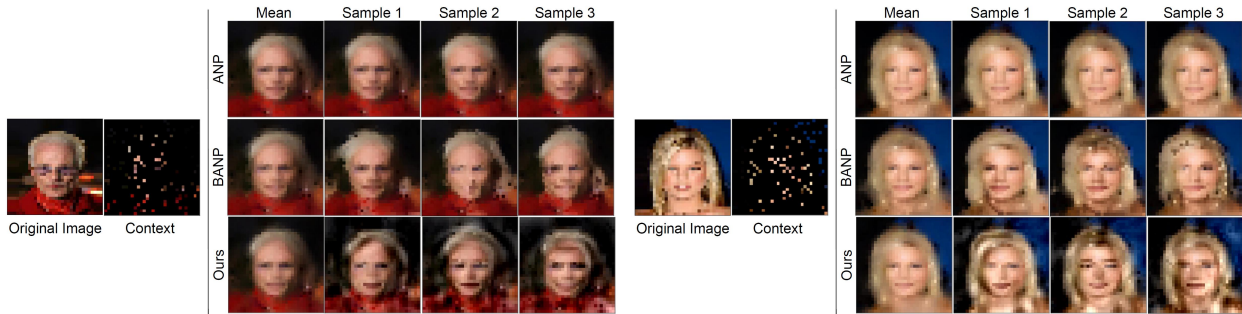 Mean Sample 1 Sample 2 Sample 3
ANP
BANP
Ours
Original Image Context
Mean Sample 1 Sample 2 Sample 3
ANP
BANP
Ours
Original Image Context